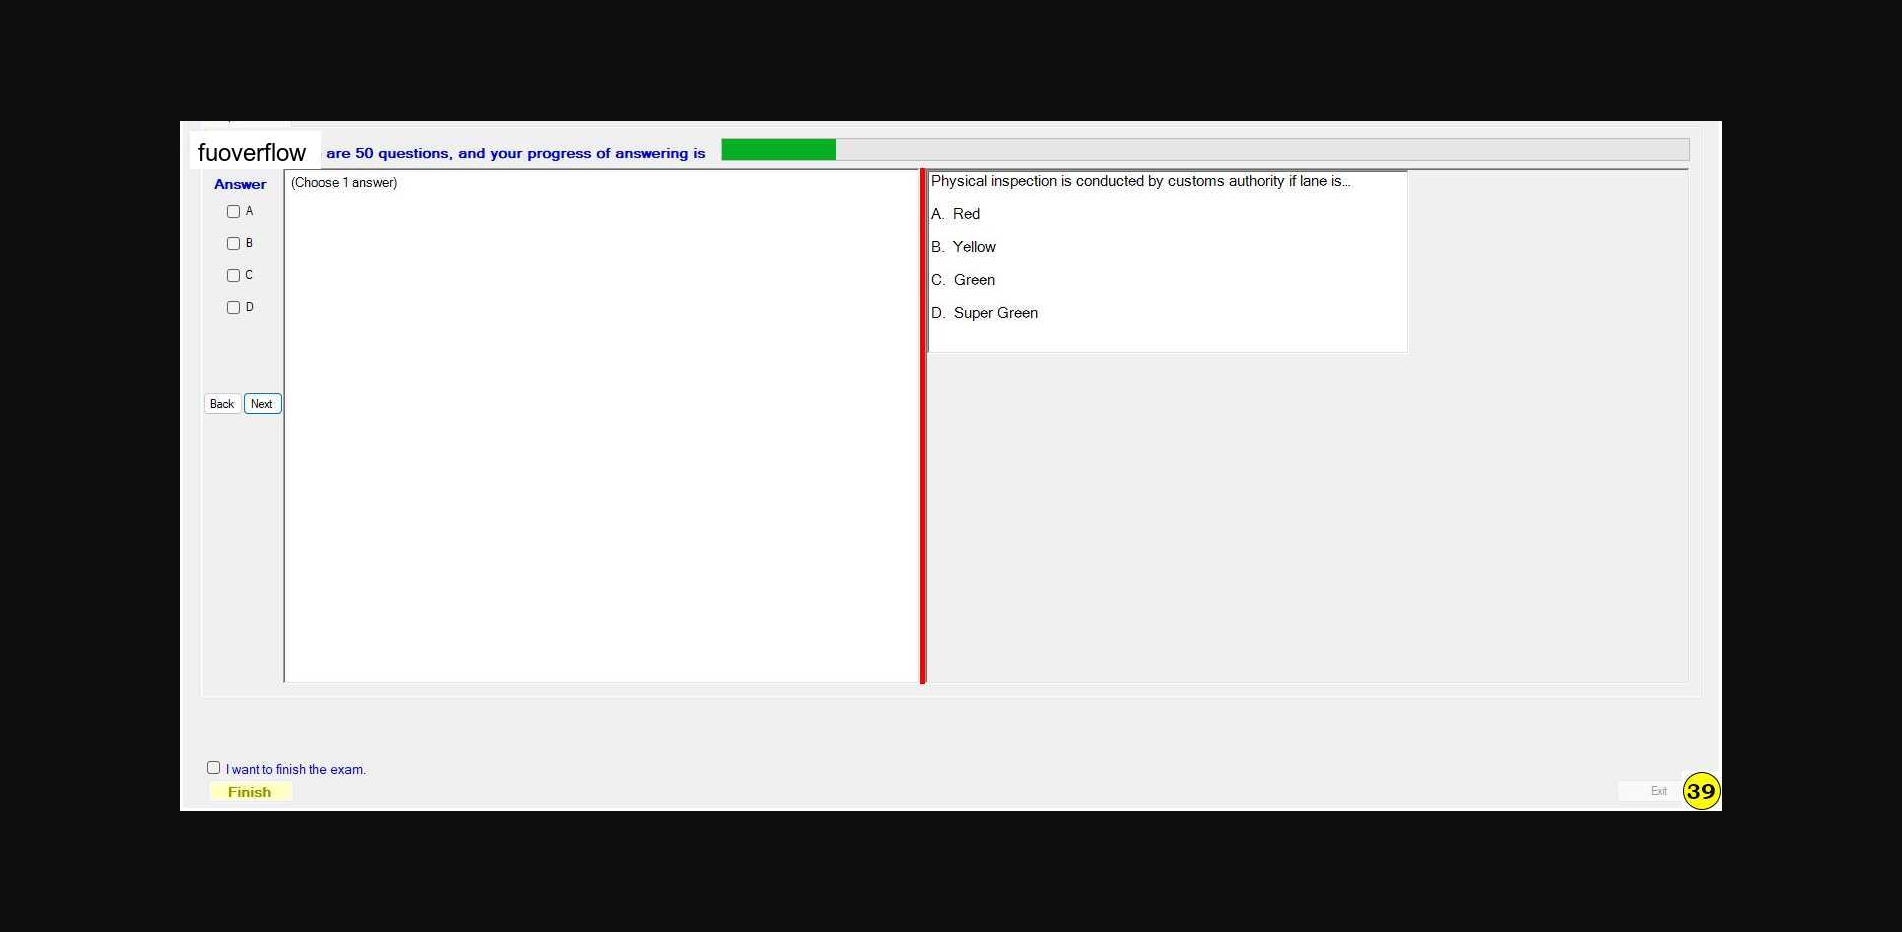 fuoverflow are 50 questions, and your progress of answering is
Answer
A
B
C
D
Back Next
(Choose 1 answer)
Physical inspection is conducted by customs authority if lane is...
A. Red
B. Yellow
C. Green
D. Super Green
I want to finish the exam.
Finish
Exit
39